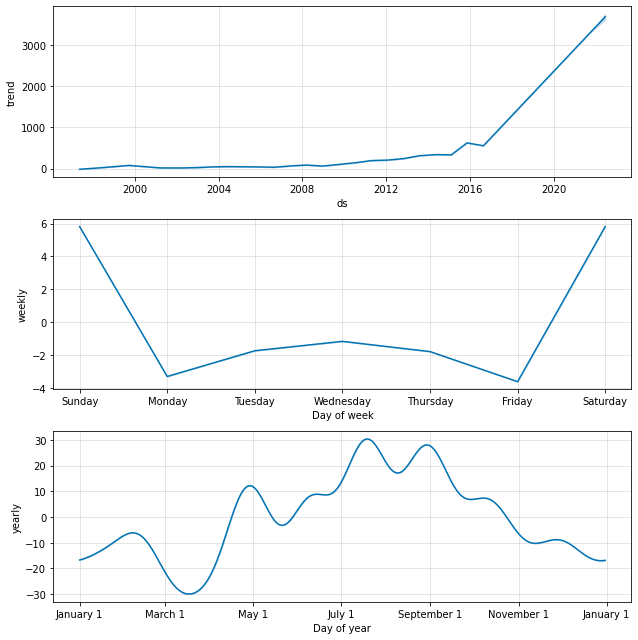 3000
2000
1000
0
trend
2000 2004 2008 2012 2016 2020
ds
6
4
2
0
−2
−4
weekly
Sunday Monday Tuesday Wednesday Thursday Friday Saturday
Day of week
30
20
10
0
−10
−20
−30
yearly
January 1 March 1 May 1 July 1 September 1 November 1 January 1
Day of year